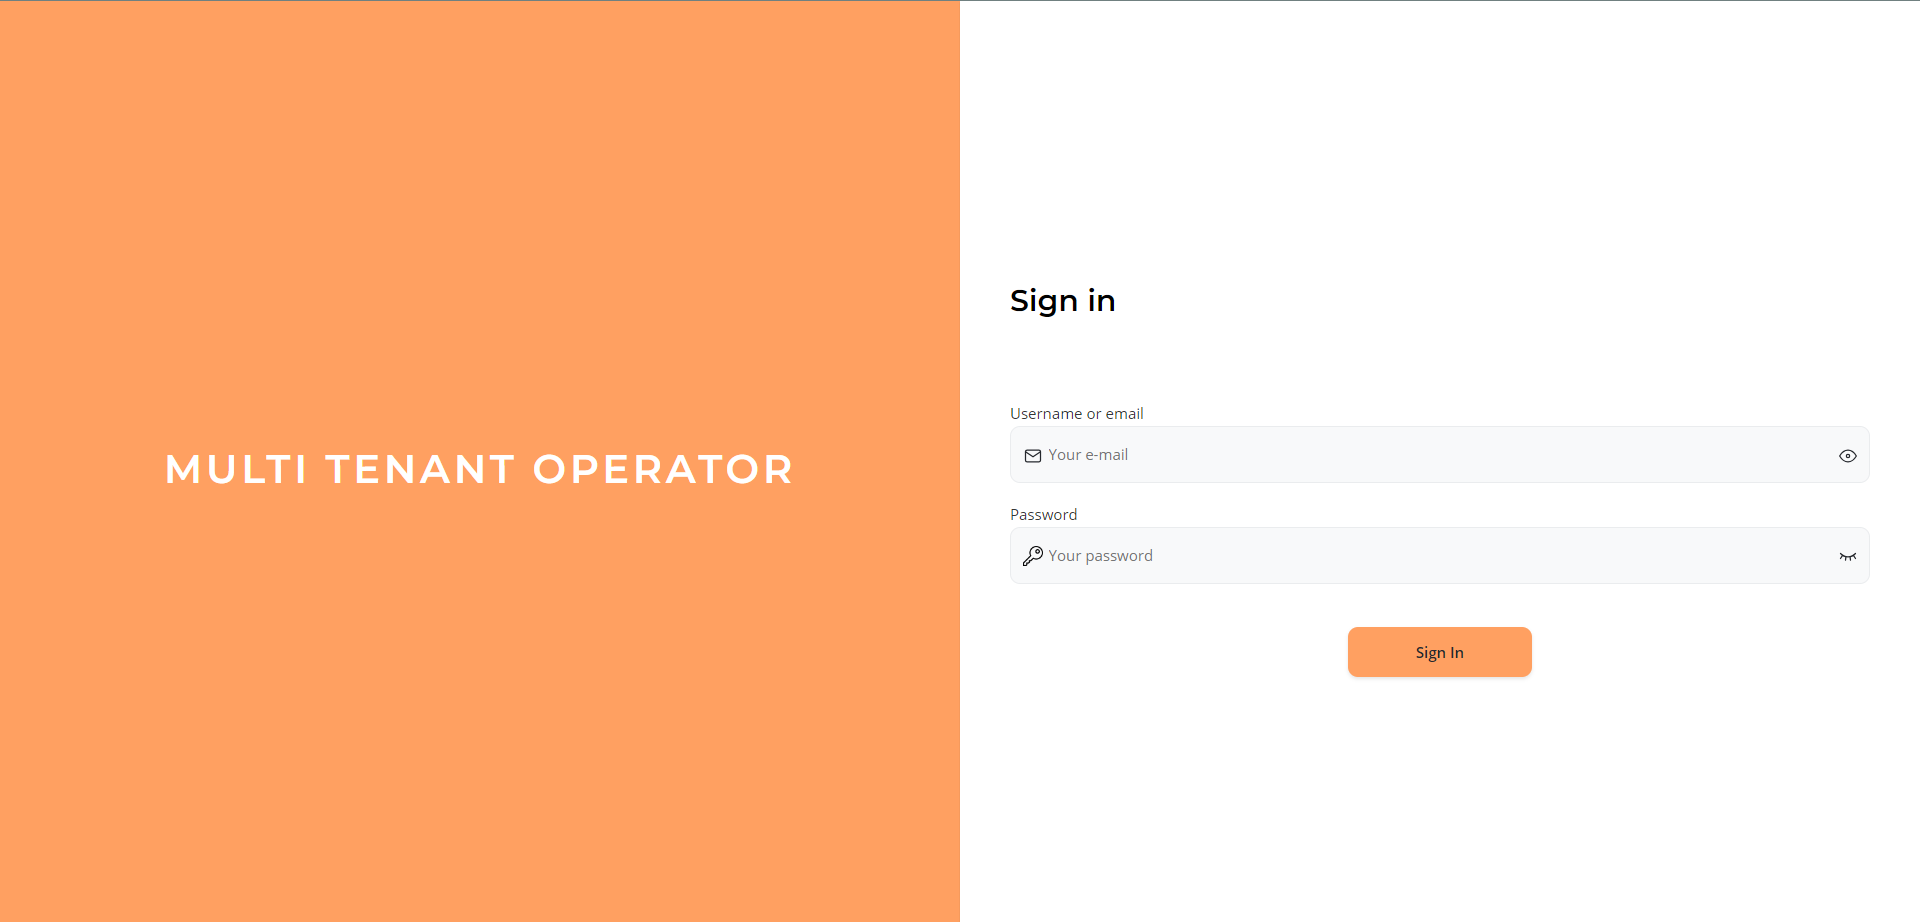 MULTI TENANT OPERATOR
Sign in
Username or email
Your e-mail
Password
Your password
Sign In